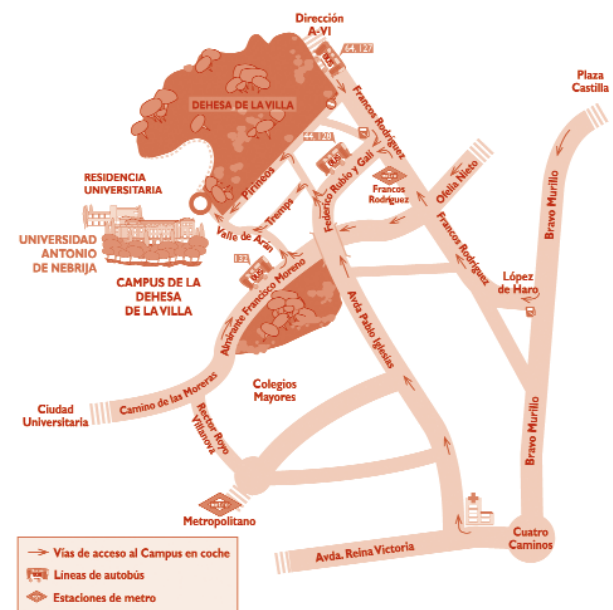 Dirección
A-VI
64, 127
Plaza
Castilla
DEHESA DE LA VILLA
Francos Rodríguez
44, 128
BUS
Federico Rubio y Galí
Francos
Rodríguez
Ofelia Nieto
Bravo Murillo
RESIDENCIA
UNIVERSITARIA
Pirineos
Tremps
Valle de Arán
UNIVERSIDAD
ANTONIO
DE NEBRIJA
CAMPUS DE LA
DEHESA
DE LA VILLA
132
BUS
Almirante Francisco Moreno
Francos Rodríguez
López
de Haro
Avda Pablo Iglesias
Colegios
Mayores
Ciudad
Universitaria
Camino de las Moreras
Rector Royo
Villanova
Bravo Murillo
Metropolitano
Avda. Reina Victoria
Cuatro
Caminos
Vías de acceso al Campus en coche
Líneas de autobús
Estaciones de metro